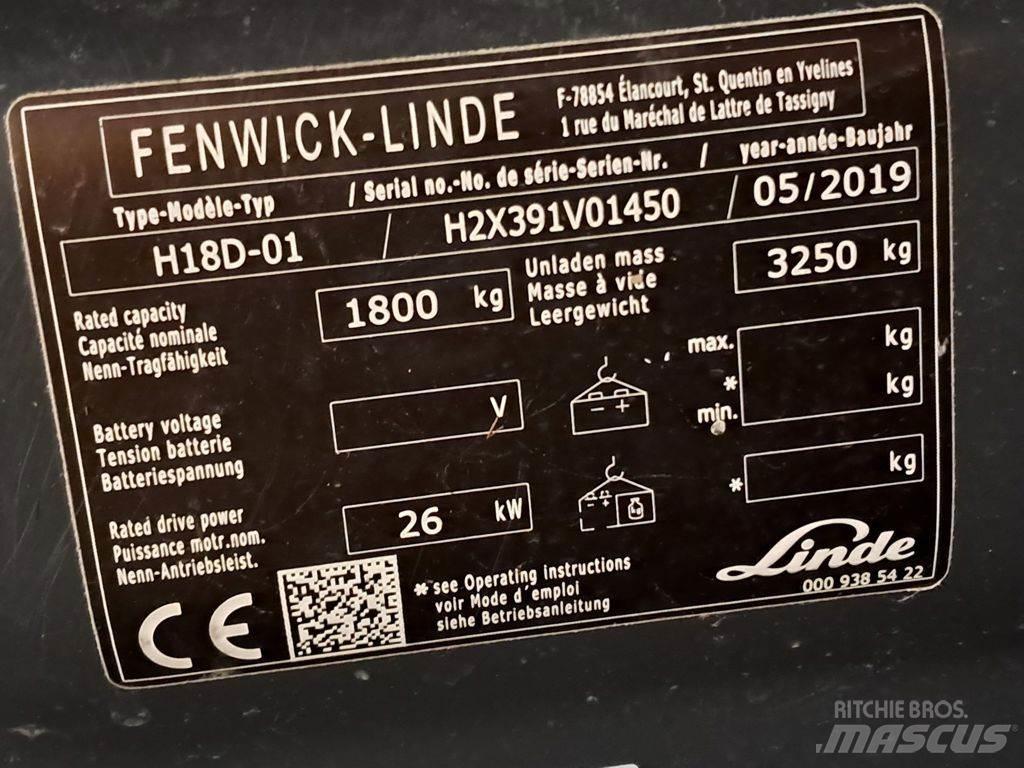 FENWICK-LINDE
F-78854 Élancourt, St. Quentin en Yvelines
1 rue du Maréchal de Lattre de Tassigny
Type-Modèle-Typ / Serial no.-No. de série-Serien-Nr. / year-année-Baujahr
H18D-01 / H2X391V01450 / 05/2019
Rated capacity
Capacité nominale
Nenn-Tragfähigkeit
1800 kg
Unladen mass
Masse à vide
Leergewicht
3250 kg
max. kg
* kg
min.
Battery voltage
Tension batterie
Batteriespannung
V
- +
* kg
Rated drive power
Puissance motr.nom.
Nenn-Antriebsleist.
26 kW
kg
CE
* see Operating instructions
voir Mode d'emploi
siehe Betriebsanleitung
Linde
000 938 54 22
RITCHIE BROS.
MASCUS